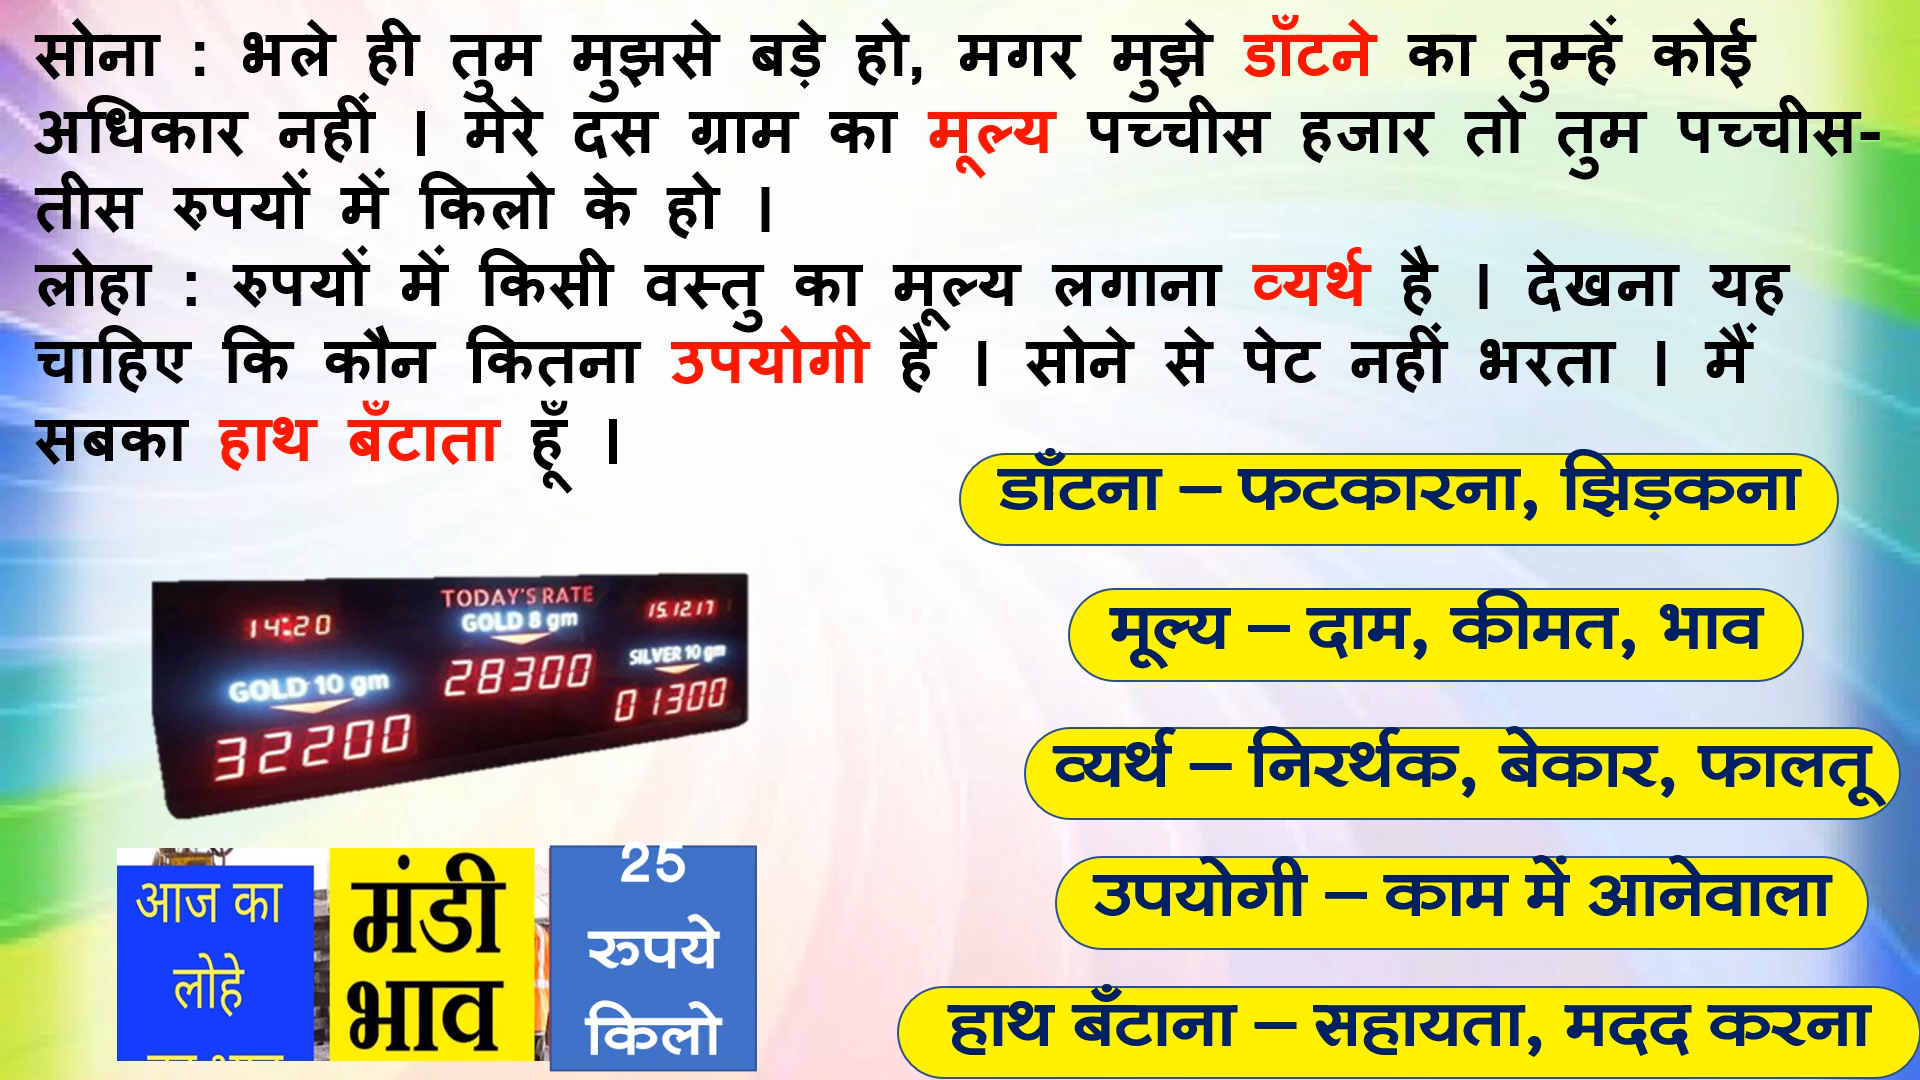 सोना : भले ही तुम मुझसे बड़े हो, मगर मुझे डाँटने का तुम्हें कोई
अधिकार नहीं । मेरे दस ग्राम का मूल्य पच्चीस हजार तो तुम पच्चीस-
तीस रुपयों में किलो के हो ।
लोहा : रुपयों में किसी वस्तु का मूल्य लगाना व्यर्थ है । देखना यह
चाहिए कि कौन कितना उपयोगी है । सोने से पेट नहीं भरता । मैं
सबका हाथ बँटाता हूँ ।
डाँटना – फटकारना, झिड़कना
मूल्य – दाम, कीमत, भाव
व्यर्थ – निरर्थक, बेकार, फालतू
उपयोगी – काम में आनेवाला
हाथ बँटाना – सहायता, मदद करना
TODAY'S RATE
14:20
GOLD 8 gm
15.12.17
28300
SILVER 10 gm
01300
GOLD 10 gm
32200
आज का
लोहे
मंडी
भाव
25
रुपये
किलो